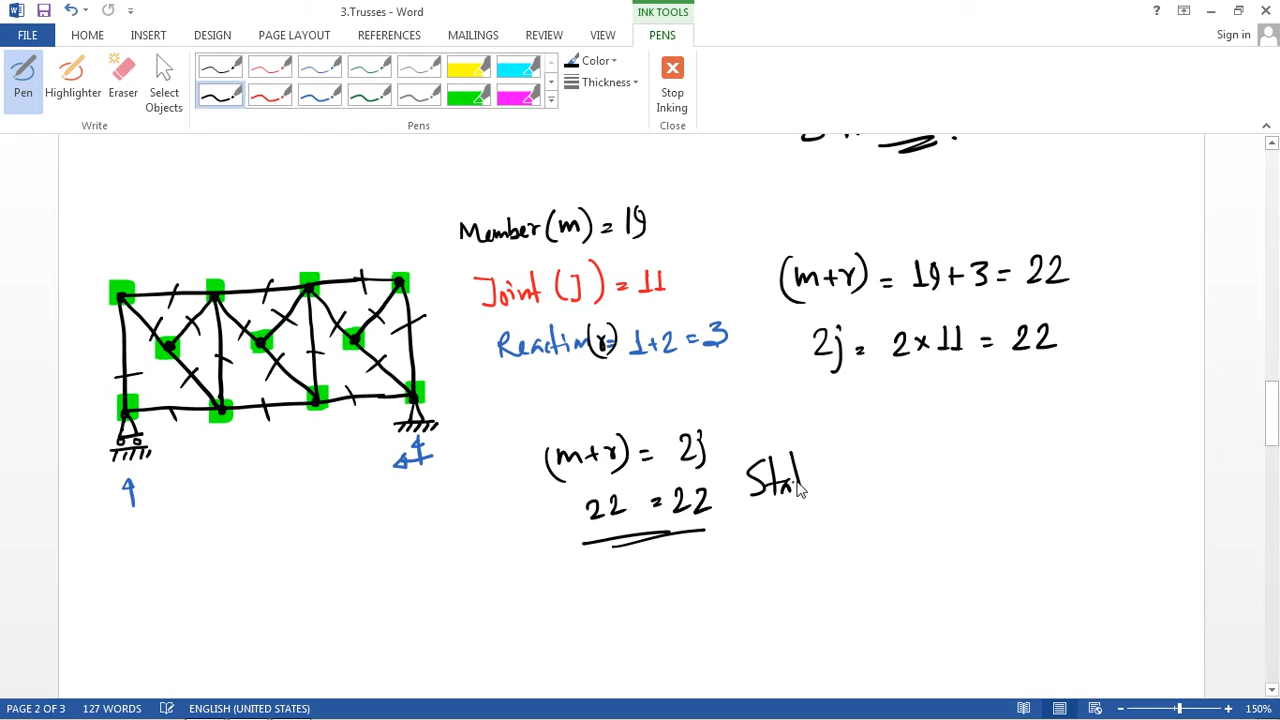 3.Trusses - Word
INK TOOLS
?
FILE HOME INSERT DESIGN PAGE LAYOUT REFERENCES MAILINGS REVIEW VIEW PENS
Sign in
Pen
Highlighter
Eraser
Select Objects
Color
Thickness
Stop Inking
Write
Pens
Close
Member (m) = 19
Joint (J) = 11
Reaction (r) = 1+2 = 3
(m+r) = 19+3 = 22
2j = 2×11 = 22
(m+r) = 2j
22 = 22
Stat
PAGE 2 OF 3 127 WORDS ENGLISH (UNITED STATES) 150%